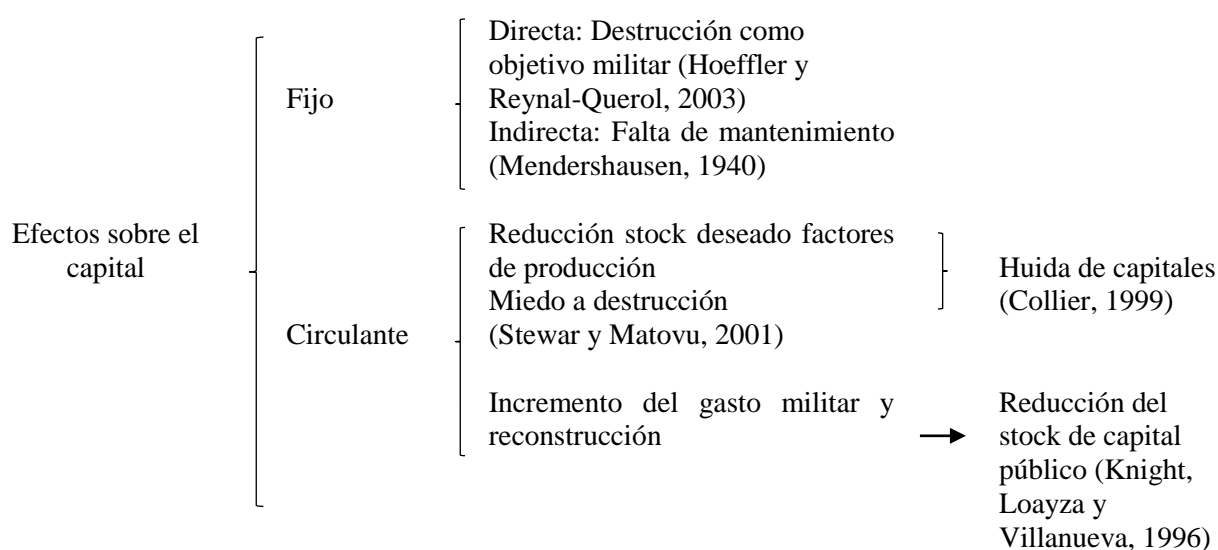 Efectos sobre el
capital
Fijo
Directa: Destrucción como
objetivo militar (Hoeffler y
Reynal-Querol, 2003)
Indirecta: Falta de mantenimiento
(Mendershausen, 1940)
Circulante
Reducción stock deseado factores
de producción
Miedo a destrucción
(Stewar y Matovu, 2001)
Huida de capitales
(Collier, 1999)
Incremento del gasto militar y
reconstrucción
Reducción del
stock de capital
público (Knight,
Loayza y
Villanueva, 1996)